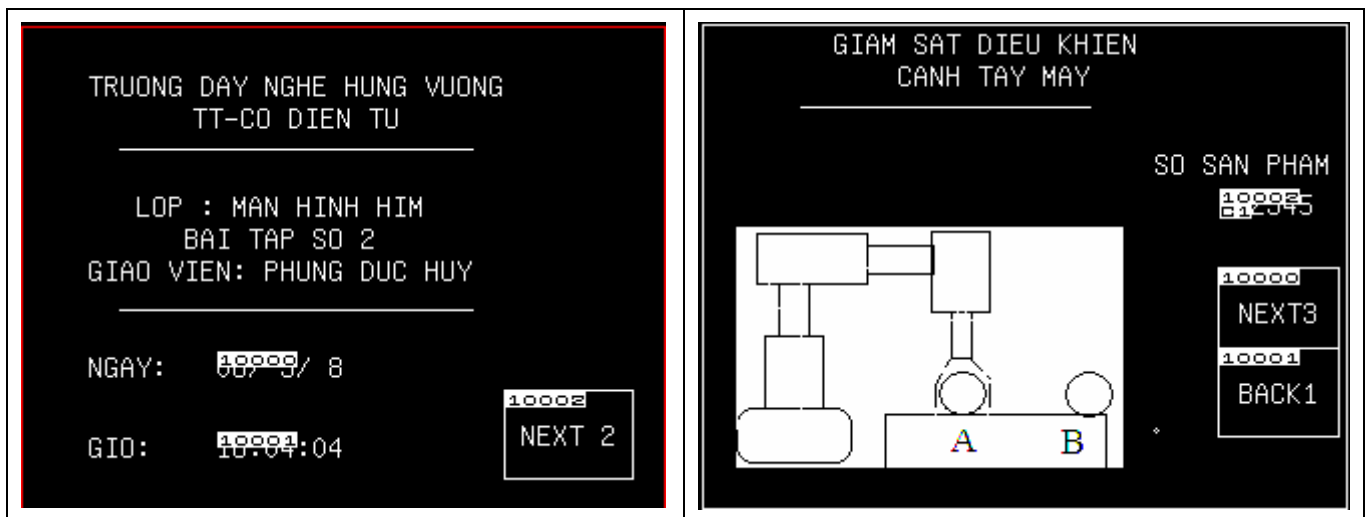 TRUONG DAY NGHE HUNG VUONG
TT-CO DIEN TU
LOP : MAN HINH HIM
BAI TAP SO 2
GIAO VIEN: PHUNG DUC HUY
NGAY: / 8
GIO: :04
10002
NEXT 2
GIAM SAT DIEU KHIEN
CANH TAY MAY
SO SAN PHAM
10000
NEXT3
10001
BACK1
A B